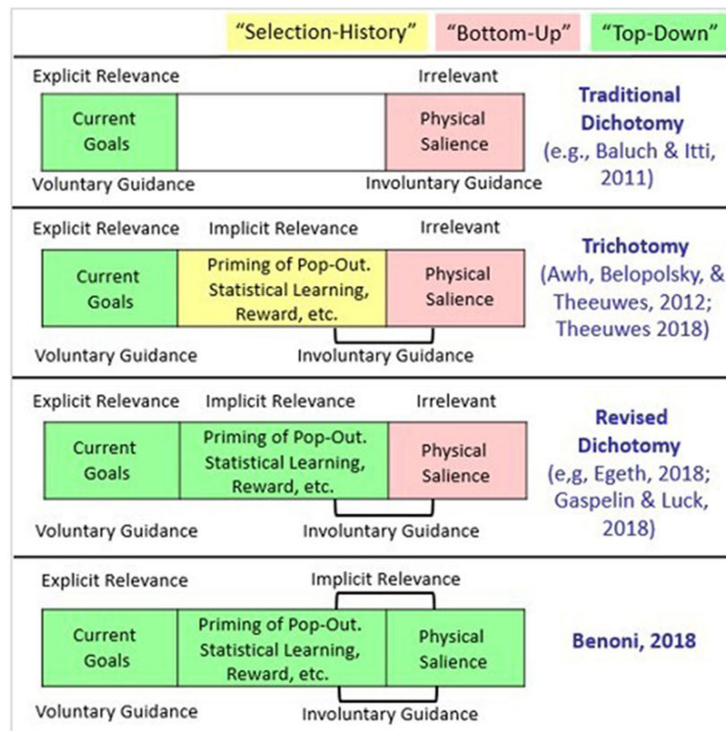 “Selection-History” “Bottom-Up” “Top-Down”
Explicit Relevance Irrelevant
Current Goals
Physical Salience
Voluntary Guidance Involuntary Guidance
Traditional
Dichotomy
(e.g., Baluch & Itti,
2011)
Explicit Relevance Implicit Relevance Irrelevant
Current
Goals
Priming of Pop-Out.
Statistical Learning,
Reward, etc.
Physical
Salience
Voluntary Guidance Involuntary Guidance
Trichotomy
(Awh, Belopolsky, &
Theeuwes, 2012;
Theeuwes 2018)
Explicit Relevance Implicit Relevance Irrelevant
Current
Goals
Priming of Pop-Out.
Statistical Learning,
Reward, etc.
Physical
Salience
Voluntary Guidance Involuntary Guidance
Revised
Dichotomy
(e,g, Egeth, 2018;
Gaspelin & Luck,
2018)
Explicit Relevance Implicit Relevance
Current
Goals
Priming of Pop-Out.
Statistical Learning,
Reward, etc.
Physical
Salience
Voluntary Guidance Involuntary Guidance
Benoni, 2018